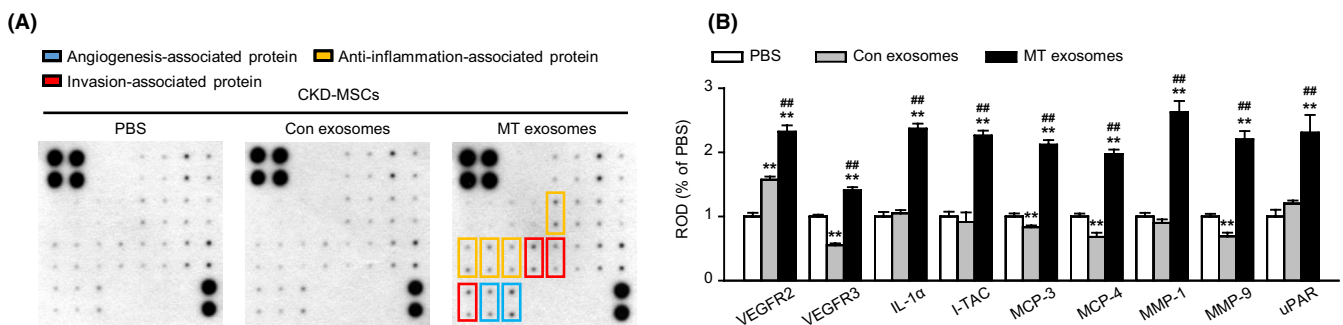 (A)
Angiogenesis-associated protein Anti-inflammation-associated protein
Invasion-associated protein
CKD-MSCs
PBS Con exosomes MT exosomes
(B)
PBS Con exosomes MT exosomes
ROD (% of PBS)
3
2
1
0
## ** ** 
## ** **
## **
## **
## ** **
## ** **
## **
## ** **
## **
VEGFR2 VEGFR3 IL-1α I-TAC MCP-3 MCP-4 MMP-1 MMP-9 uPAR